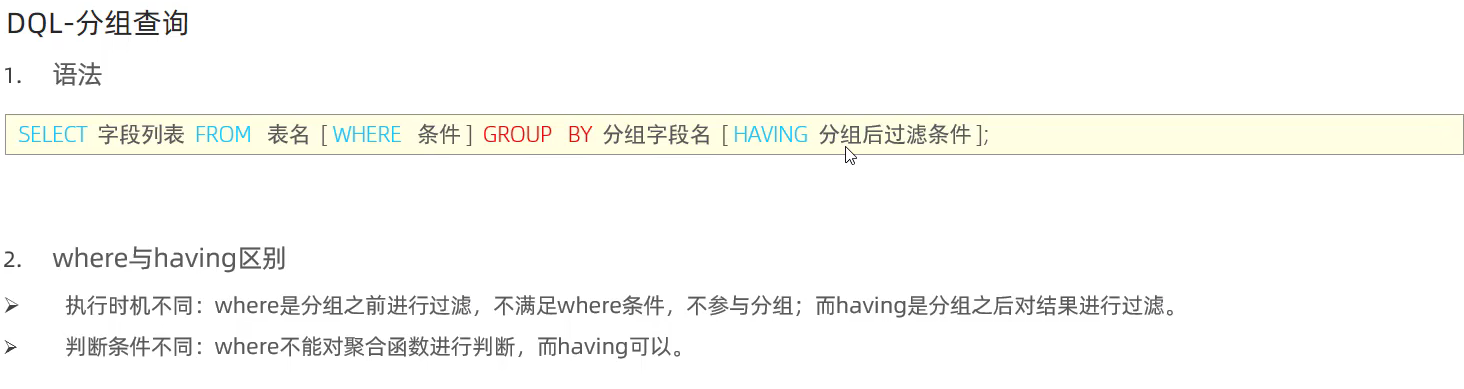 DQL-分组查询
1. 语法
SELECT 字段列表 FROM 表名 [ WHERE 条件 ] GROUP BY 分组字段名 [ HAVING 分组后过滤条件 ];
2. where与having区别
➢ 执行时机不同：where是分组之前进行过滤，不满足where条件，不参与分组；而having是分组之后对结果进行过滤。
➢ 判断条件不同：where不能对聚合函数进行判断，而having可以。